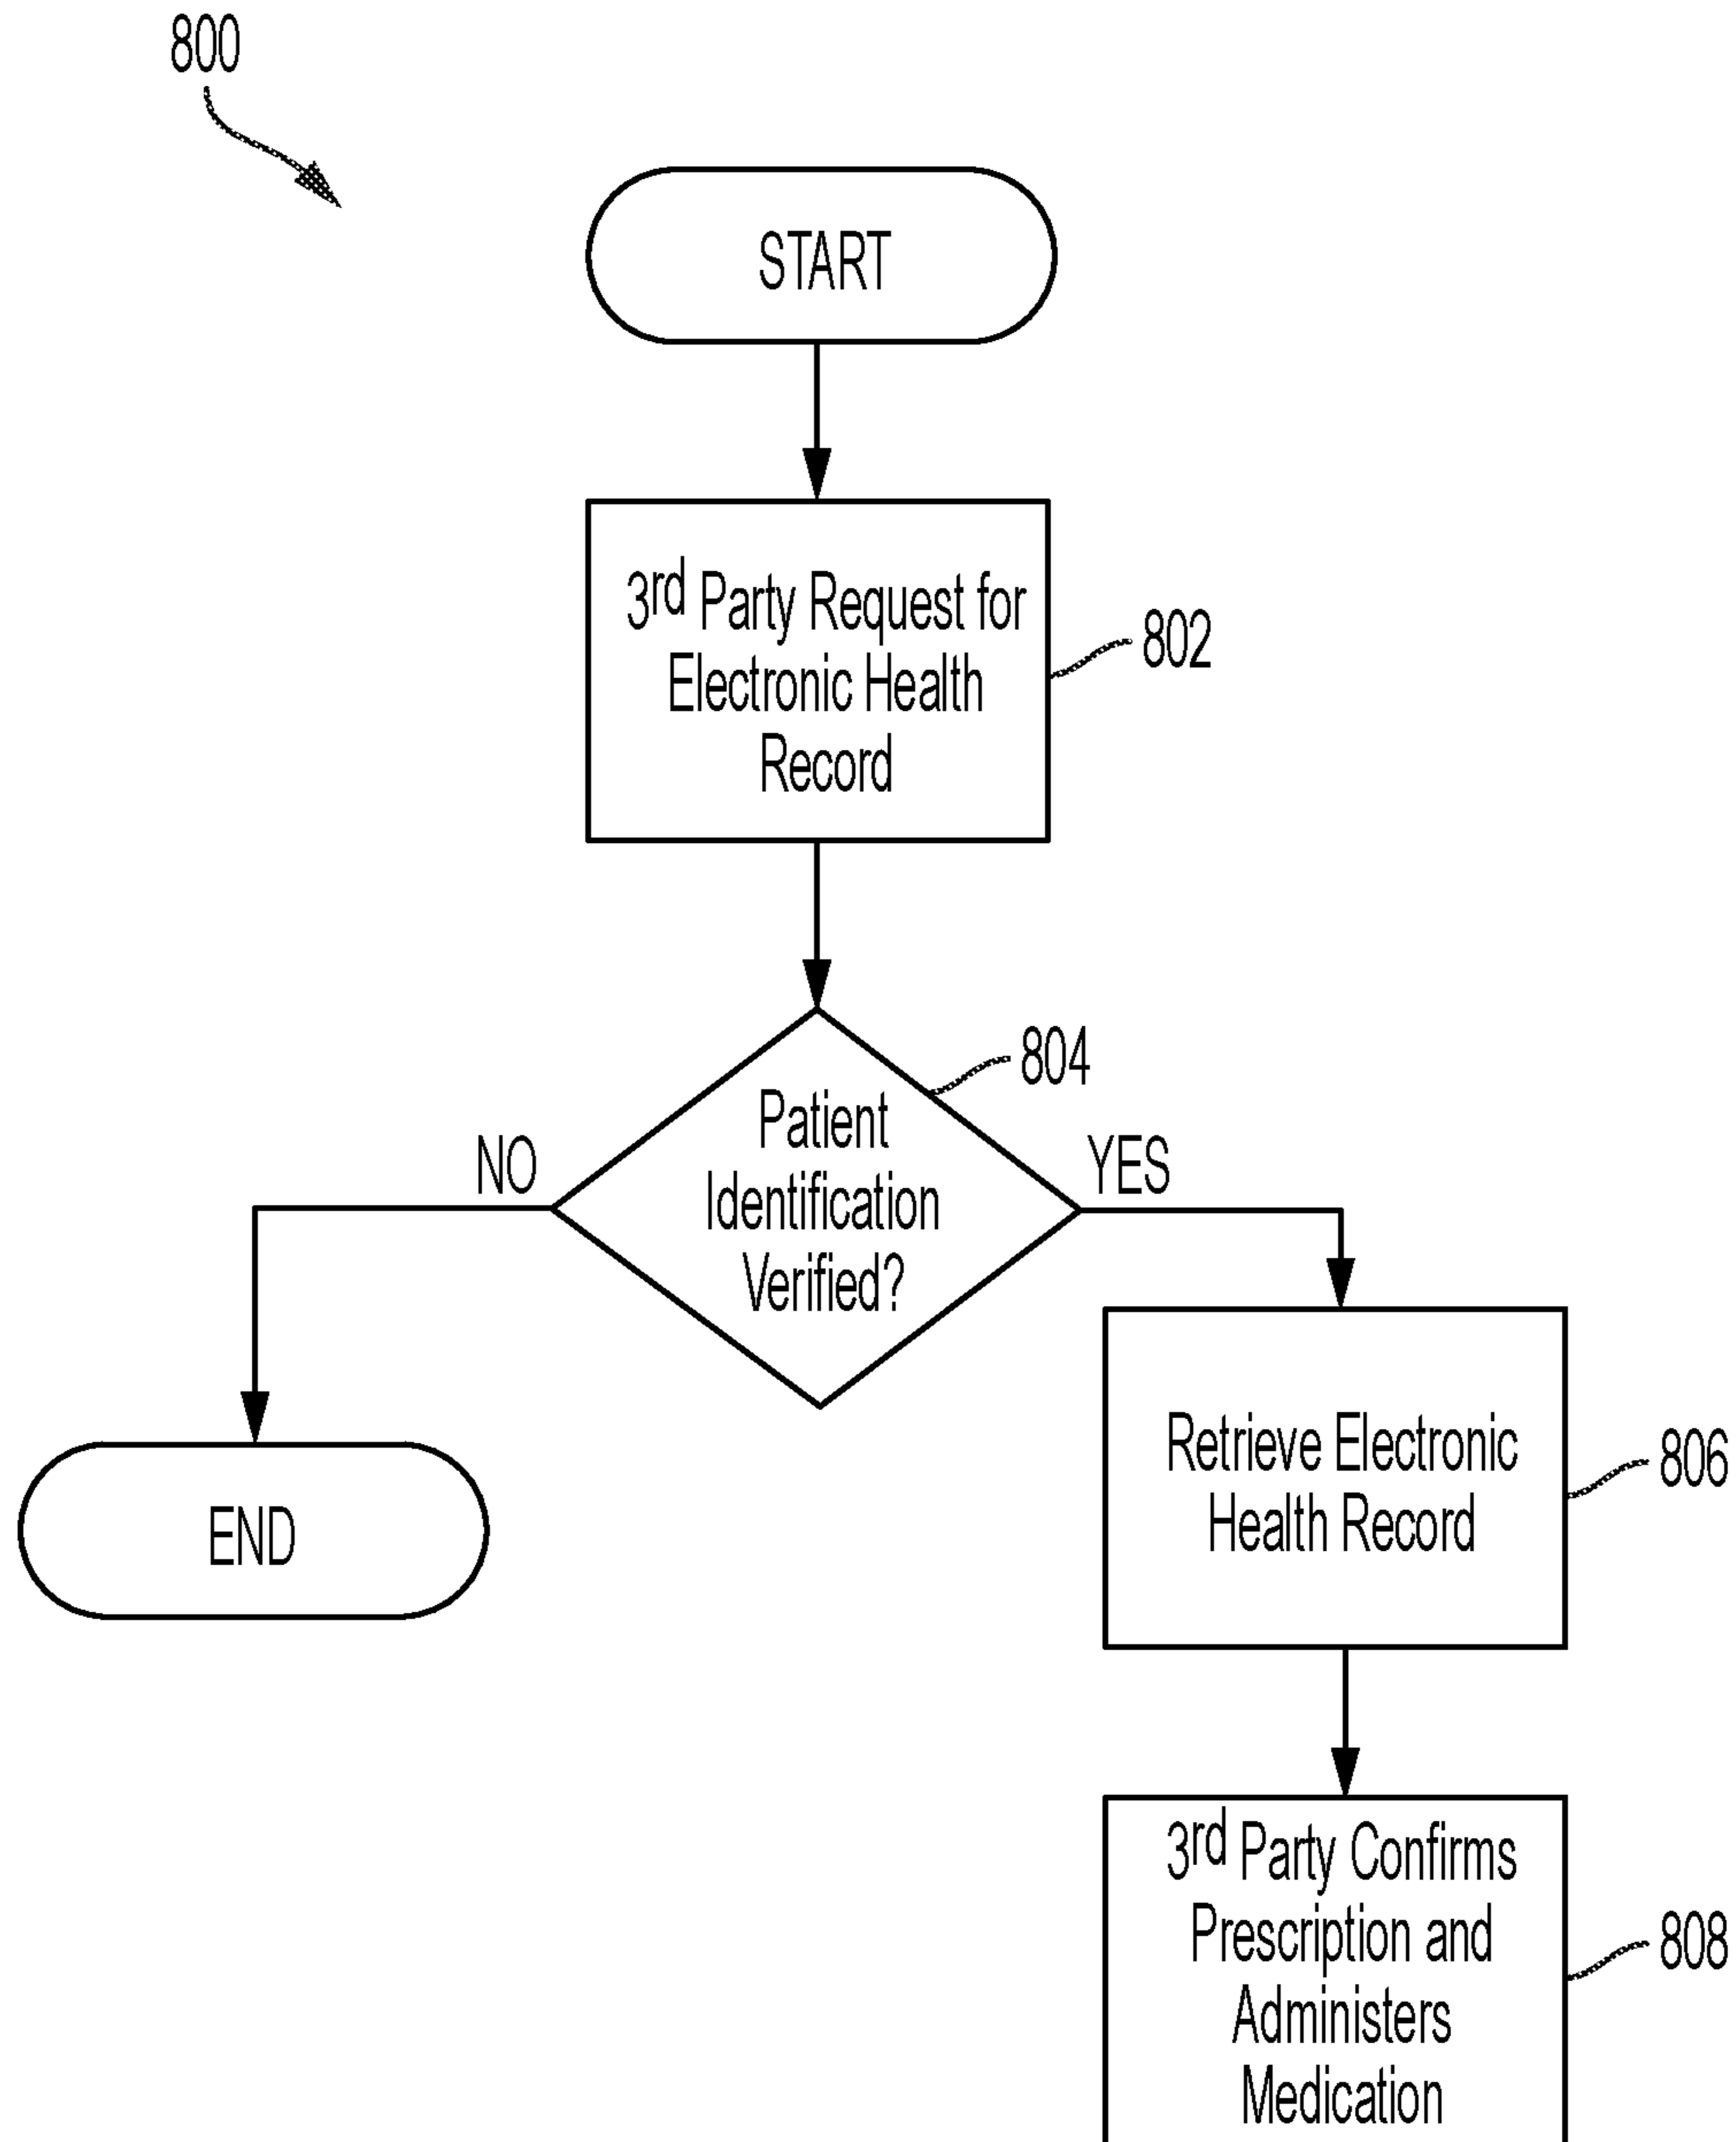 800
START
3rd Party Request for
Electronic Health
Record
802
804
Patient
Identification
Verified?
NO
YES
END
Retrieve Electronic
Health Record
806
3rd Party Confirms
Prescription and
Administers
Medication
808